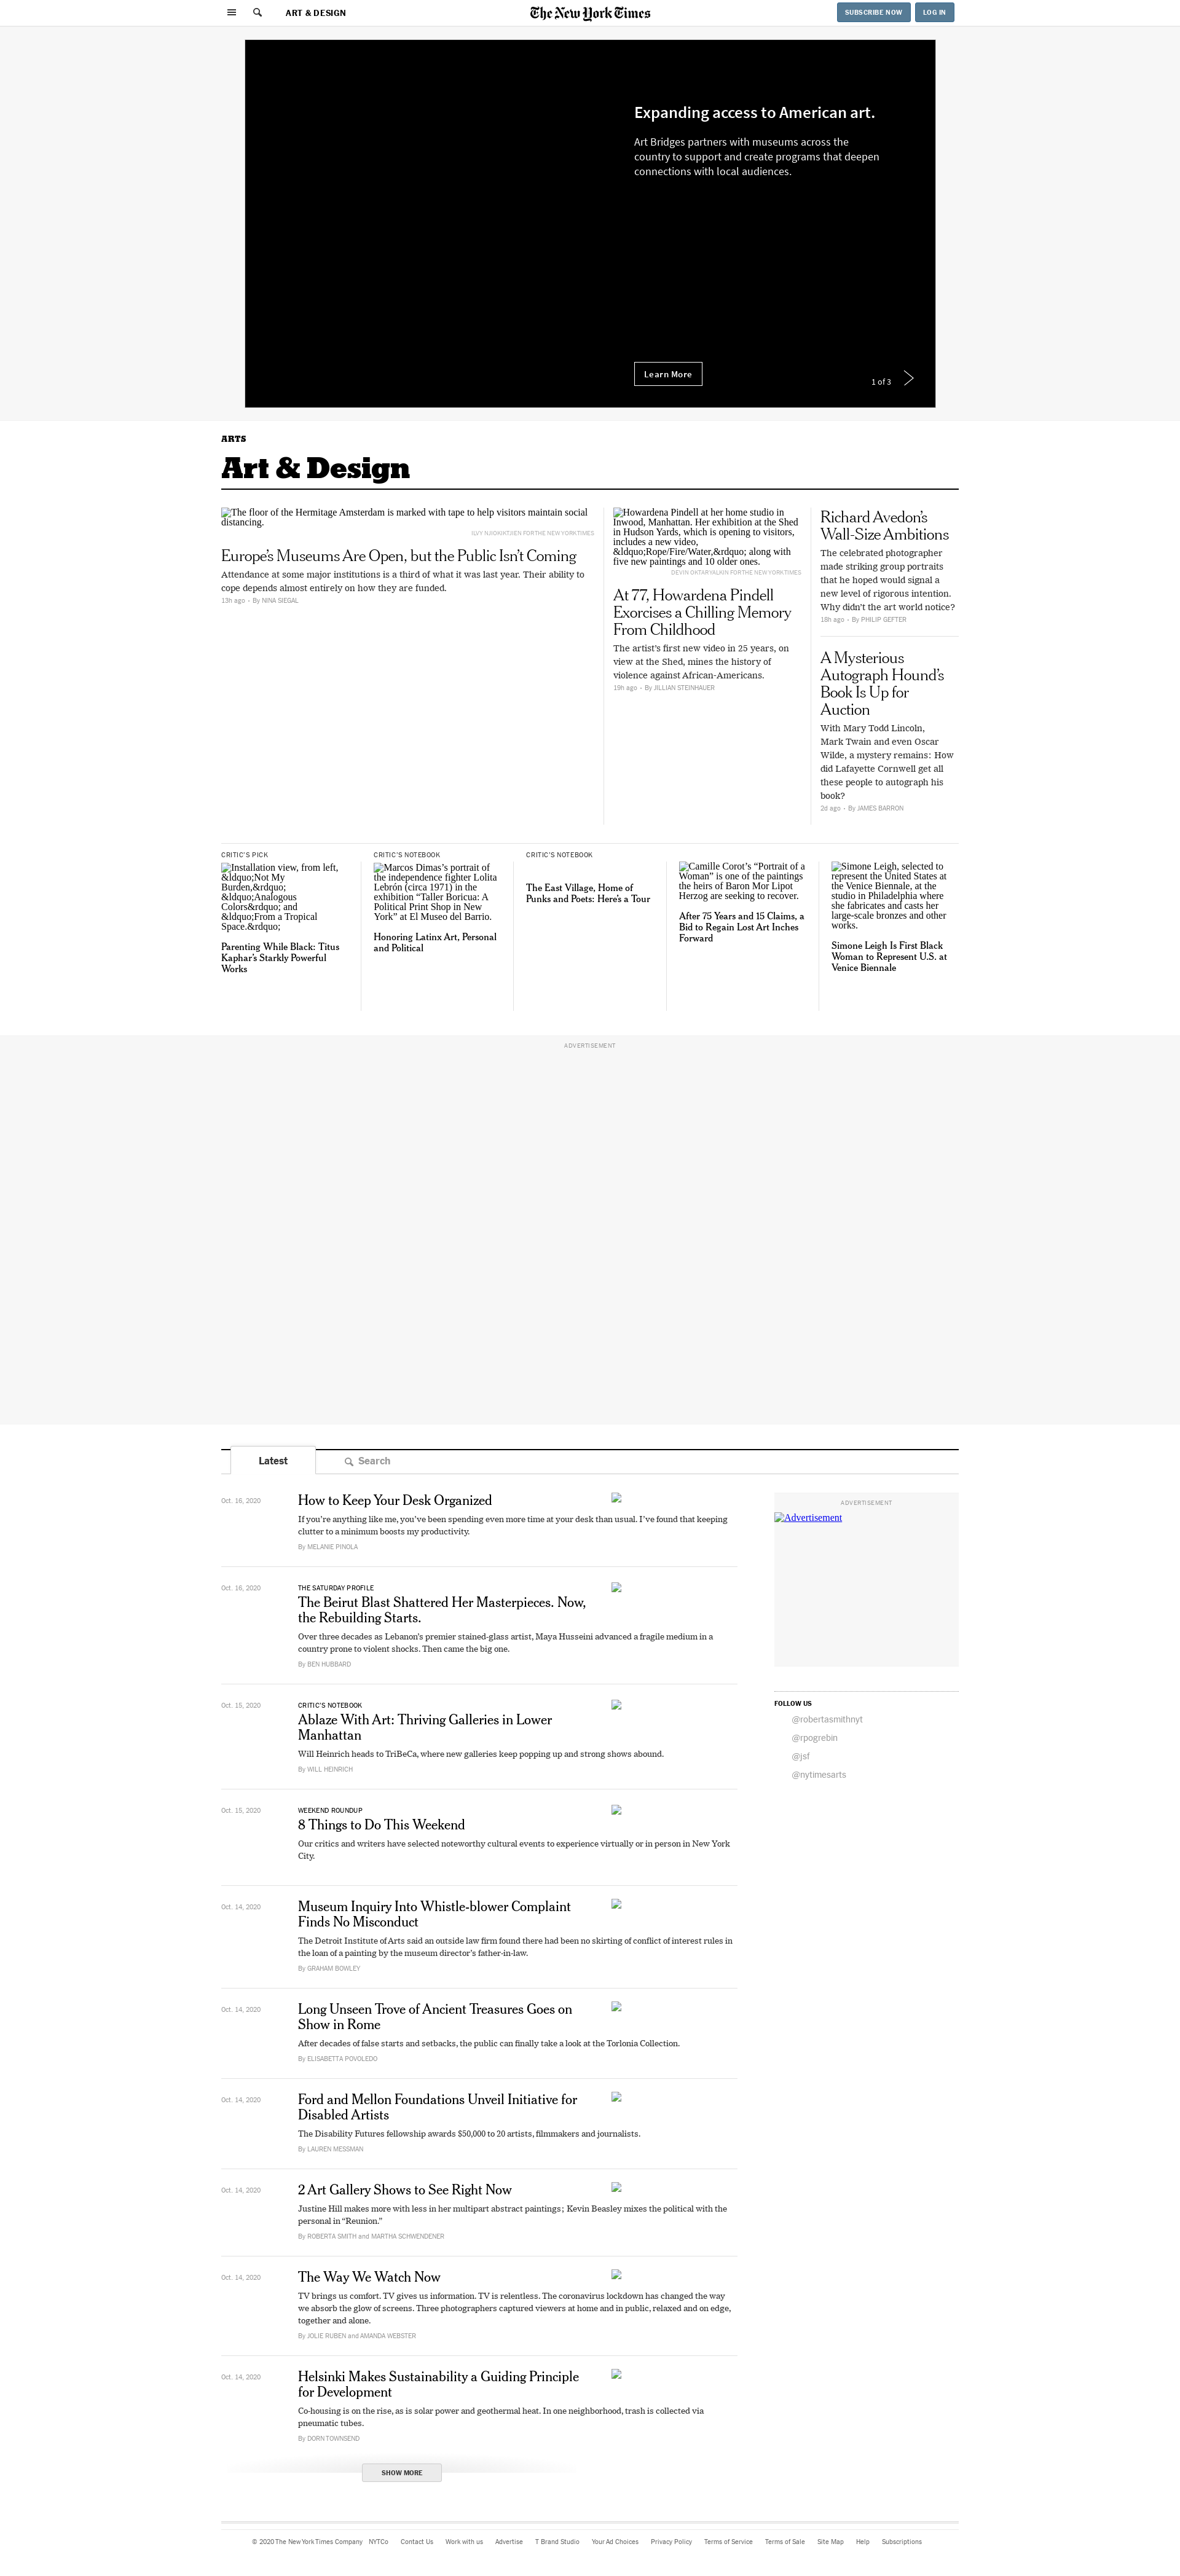 ART & DESIGN
The New York Times
SUBSCRIBE NOW
LOG IN
Expanding access to American art.
Art Bridges partners with museums across the
country to support and create programs that deepen
connections with local audiences.
Learn More
1 of 3
ARTS
Art & Design
The floor of the Hermitage Amsterdam is marked with tape to help visitors maintain social
distancing.
ILVY NJIOKIKTJIEN FOR THE NEW YORK TIMES
Europe's Museums Are Open, but the Public Isn't Coming
Attendance at some major institutions is a third of what it was last year. Their ability to
cope depends almost entirely on how they are funded.
13h ago • By NINA SIEGAL
Howardena Pindell at her home studio in
Inwood, Manhattan. Her exhibition at the Shed
in Hudson Yards, which is opening to visitors,
includes a new video,
&ldquo;Rope/Fire/Water,&rdquo; along with
five new paintings and 10 older ones.
DEVIN OKTAR YALKIN FOR THE NEW YORK TIMES
At 77, Howardena Pindell
Exorcises a Chilling Memory
From Childhood
The artist's first new video in 25 years, on
view at the Shed, mines the history of
violence against African-Americans.
19h ago • By JILLIAN STEINHAUER
Richard Avedon's
Wall-Size Ambitions
The celebrated photographer
made striking group portraits
that he hoped would signal a
new level of rigorous intention.
Why didn't the art world notice?
18h ago • By PHILIP GEFTER
A Mysterious
Autograph Hound's
Book Is Up for
Auction
With Mary Todd Lincoln,
Mark Twain and even Oscar
Wilde, a mystery remains: How
did Lafayette Cornwell get all
these people to autograph his
book?
2d ago • By JAMES BARRON
CRITIC'S PICK
Installation view, from left,
&ldquo;Not My
Burden,&rdquo;
&ldquo;Analogous
Colors&rdquo; and
&ldquo;From a Tropical
Space.&rdquo;
Parenting While Black: Titus
Kaphar's Starkly Powerful
Works
CRITIC'S NOTEBOOK
Marcos Dimas's portrait of
the independence fighter Lolita
Lebrón (circa 1971) in the
exhibition “Taller Boricua: A
Political Print Shop in New
York” at El Museo del Barrio.
Honoring Latinx Art, Personal
and Political
CRITIC'S NOTEBOOK
The East Village, Home of
Punks and Poets: Here's a Tour
Camille Corot's “Portrait of a
Woman” is one of the paintings
the heirs of Baron Mor Lipot
Herzog are seeking to recover.
After 75 Years and 15 Claims, a
Bid to Regain Lost Art Inches
Forward
Simone Leigh, selected to
represent the United States at
the Venice Biennale, at the
studio in Philadelphia where
she fabricates and casts her
large-scale bronzes and other
works.
Simone Leigh Is First Black
Woman to Represent U.S. at
Venice Biennale
ADVERTISEMENT
Latest
Search
Oct. 16, 2020
How to Keep Your Desk Organized
If you're anything like me, you've been spending even more time at your desk than usual. I've found that keeping
clutter to a minimum boosts my productivity.
By MELANIE PINOLA
Oct. 16, 2020
THE SATURDAY PROFILE
The Beirut Blast Shattered Her Masterpieces. Now,
the Rebuilding Starts.
Over three decades as Lebanon's premier stained-glass artist, Maya Husseini advanced a fragile medium in a
country prone to violent shocks. Then came the big one.
By BEN HUBBARD
Oct. 15, 2020
CRITIC'S NOTEBOOK
Ablaze With Art: Thriving Galleries in Lower
Manhattan
Will Heinrich heads to TriBeCa, where new galleries keep popping up and strong shows abound.
By WILL HEINRICH
Oct. 15, 2020
WEEKEND ROUNDUP
8 Things to Do This Weekend
Our critics and writers have selected noteworthy cultural events to experience virtually or in person in New York
City.
Oct. 14, 2020
Museum Inquiry Into Whistle-blower Complaint
Finds No Misconduct
The Detroit Institute of Arts said an outside law firm found there had been no skirting of conflict of interest rules in
the loan of a painting by the museum director's father-in-law.
By GRAHAM BOWLEY
Oct. 14, 2020
Long Unseen Trove of Ancient Treasures Goes on
Show in Rome
After decades of false starts and setbacks, the public can finally take a look at the Torlonia Collection.
By ELISABETTA POVOLEDO
Oct. 14, 2020
Ford and Mellon Foundations Unveil Initiative for
Disabled Artists
The Disability Futures fellowship awards $50,000 to 20 artists, filmmakers and journalists.
By LAUREN MESSMAN
Oct. 14, 2020
2 Art Gallery Shows to See Right Now
Justine Hill makes more with less in her multipart abstract paintings; Kevin Beasley mixes the political with the
personal in “Reunion.”
By ROBERTA SMITH and MARTHA SCHWENDENER
Oct. 14, 2020
The Way We Watch Now
TV brings us comfort. TV gives us information. TV is relentless. The coronavirus lockdown has changed the way
we absorb the glow of screens. Three photographers captured viewers at home and in public, relaxed and on edge,
together and alone.
By JOLIE RUBEN and AMANDA WEBSTER
Oct. 14, 2020
Helsinki Makes Sustainability a Guiding Principle
for Development
Co-housing is on the rise, as is solar power and geothermal heat. In one neighborhood, trash is collected via
pneumatic tubes.
By DORN TOWNSEND
SHOW MORE
ADVERTISEMENT
Advertisement
FOLLOW US
@robertasmithnyt
@rpogrebin
@jsf
@nytimesarts
© 2020 The New York Times Company NYTCo Contact Us Work with us Advertise T Brand Studio Your Ad Choices Privacy Policy Terms of Service Terms of Sale Site Map Help Subscriptions